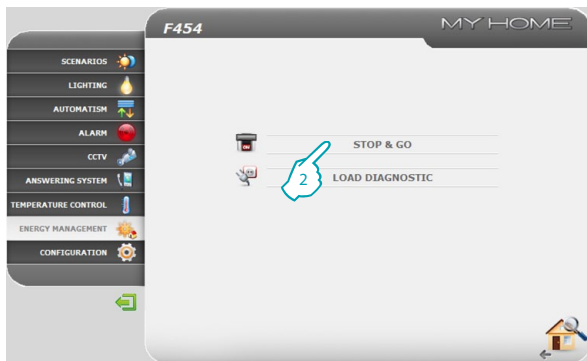 F454
MY HOME
SCENARIOS
LIGHTING
AUTOMATISM
ALARM
CCTV
ANSWERING SYSTEM
TEMPERATURE CONTROL
ENERGY MANAGEMENT
CONFIGURATION
ON
STOP & GO
2
LOAD DIAGNOSTIC